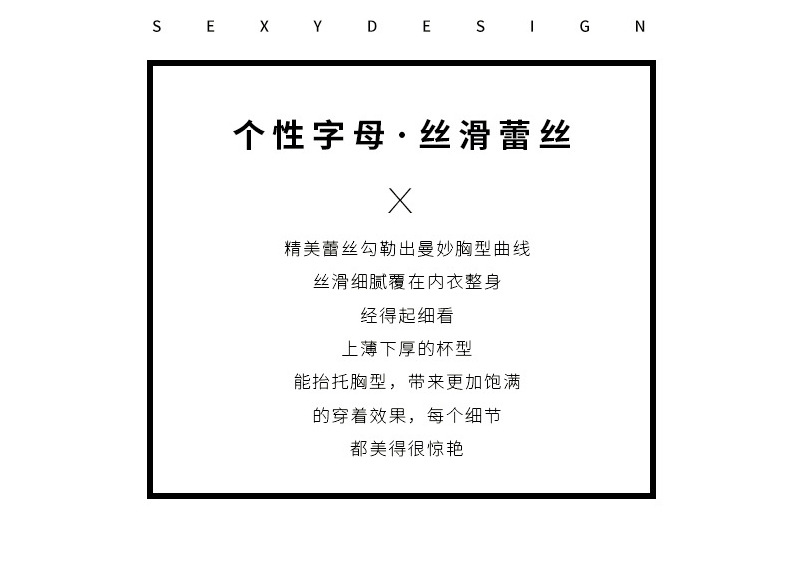 SEXYDESIGN
个性字母·丝滑蕾丝
X
精美蕾丝勾勒出曼妙胸型曲线
丝滑细腻覆在内衣整身
经得起细看
上薄下厚的杯型
能抬托胸型，带来更加饱满
的穿着效果，每个细节
都美得很惊艳